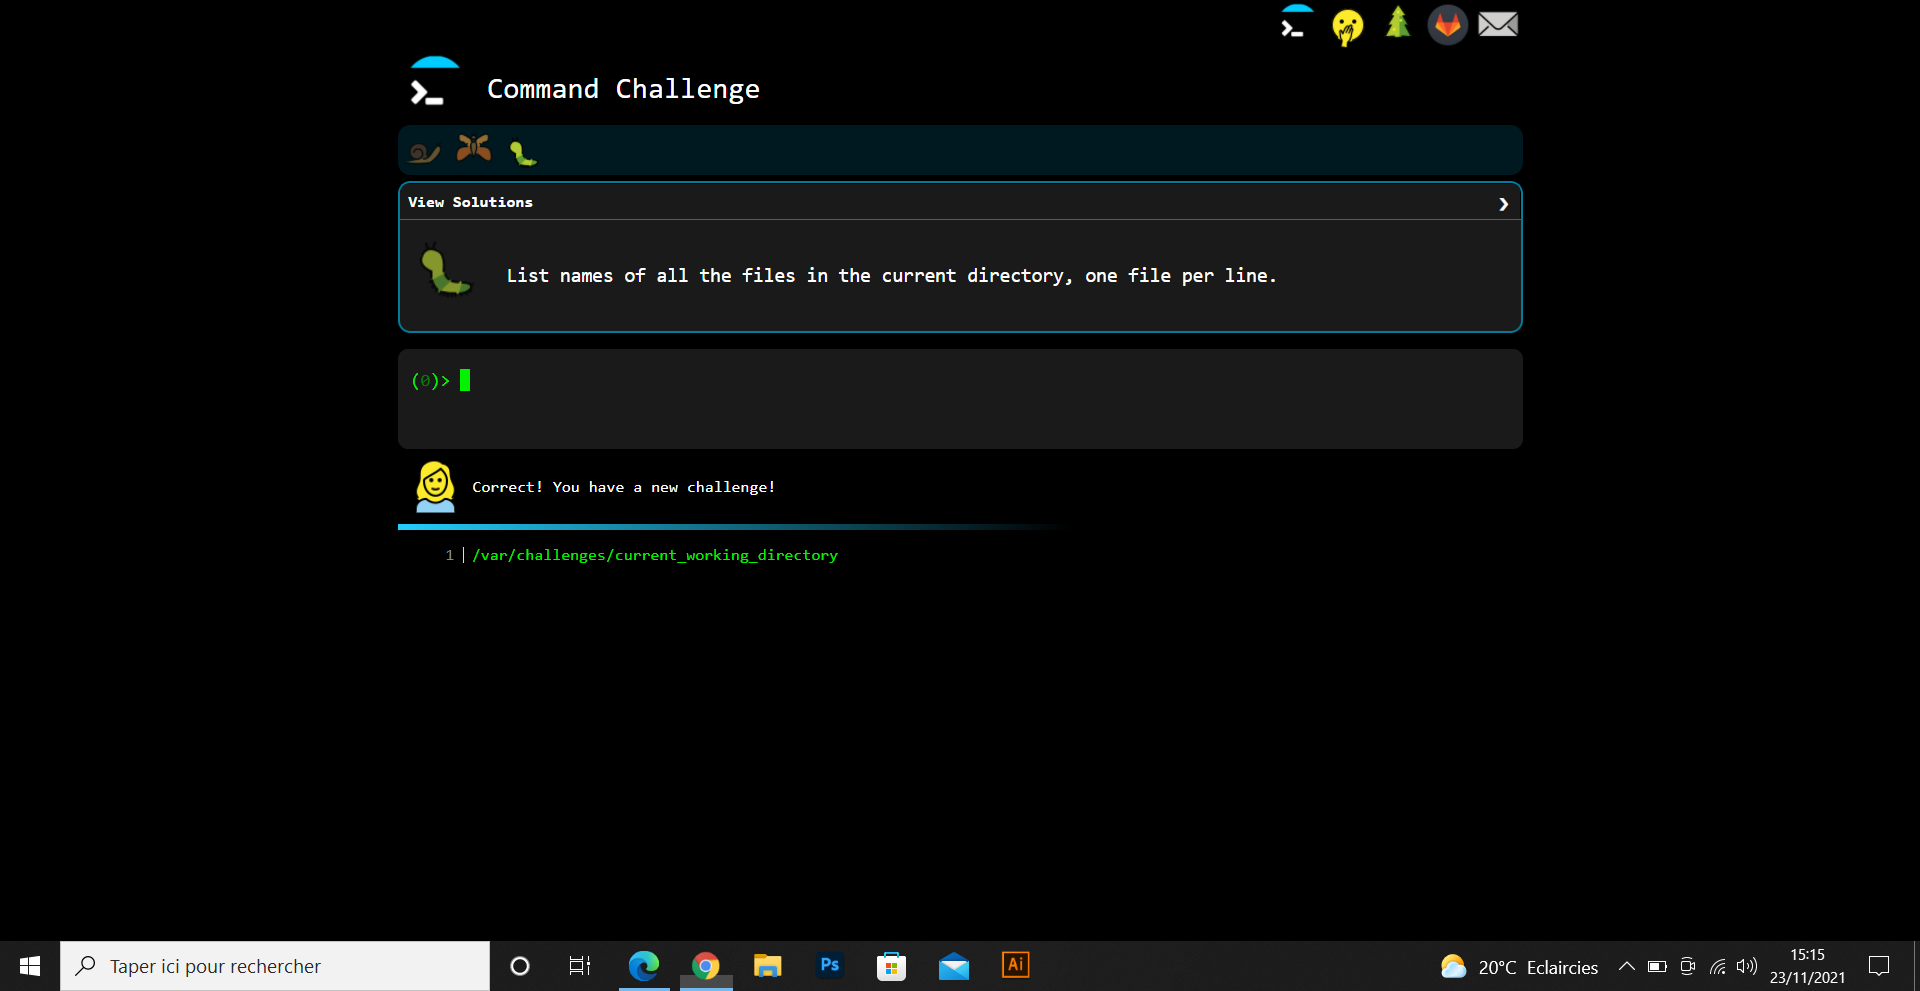 Command Challenge
View Solutions
List names of all the files in the current directory, one file per line.
(0)>
Correct! You have a new challenge!
1 /var/challenges/current_working_directory
Taper ici pour rechercher
Ps
Ai
20°C Eclaircies
15:15
23/11/2021